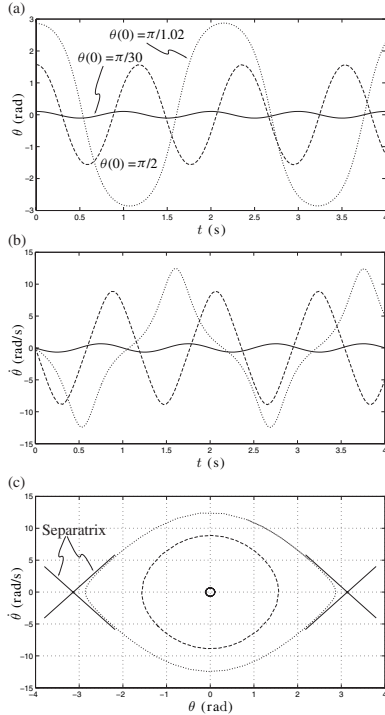 (a)
3
θ(0) = π/1.02
2
θ(0) = π/30
1
θ (rad)
0
−1
θ(0) = π/2
−2
−3
0 0.5 1 1.5 2 2.5 3 3.5 4
t (s)
(b)
15
10
5
θ̇ (rad/s)
0
−5
−10
−15
0 0.5 1 1.5 2 2.5 3 3.5 4
t (s)
(c)
15
Separatrix
10
5
θ̇ (rad/s)
0
−5
−10
−15
−4 −3 −2 −1 0 1 2 3 4
θ (rad)